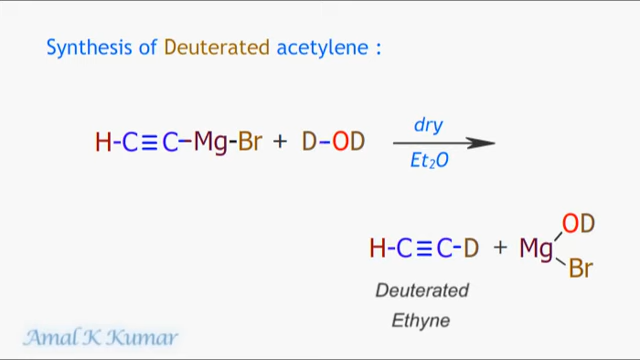 Synthesis of Deuterated acetylene :
H-C≡C-Mg-Br + D-OD
dry
Et₂O
H-C≡C-D + Mg
OD
Br
Deuterated
Ethyne
Amal K Kumar